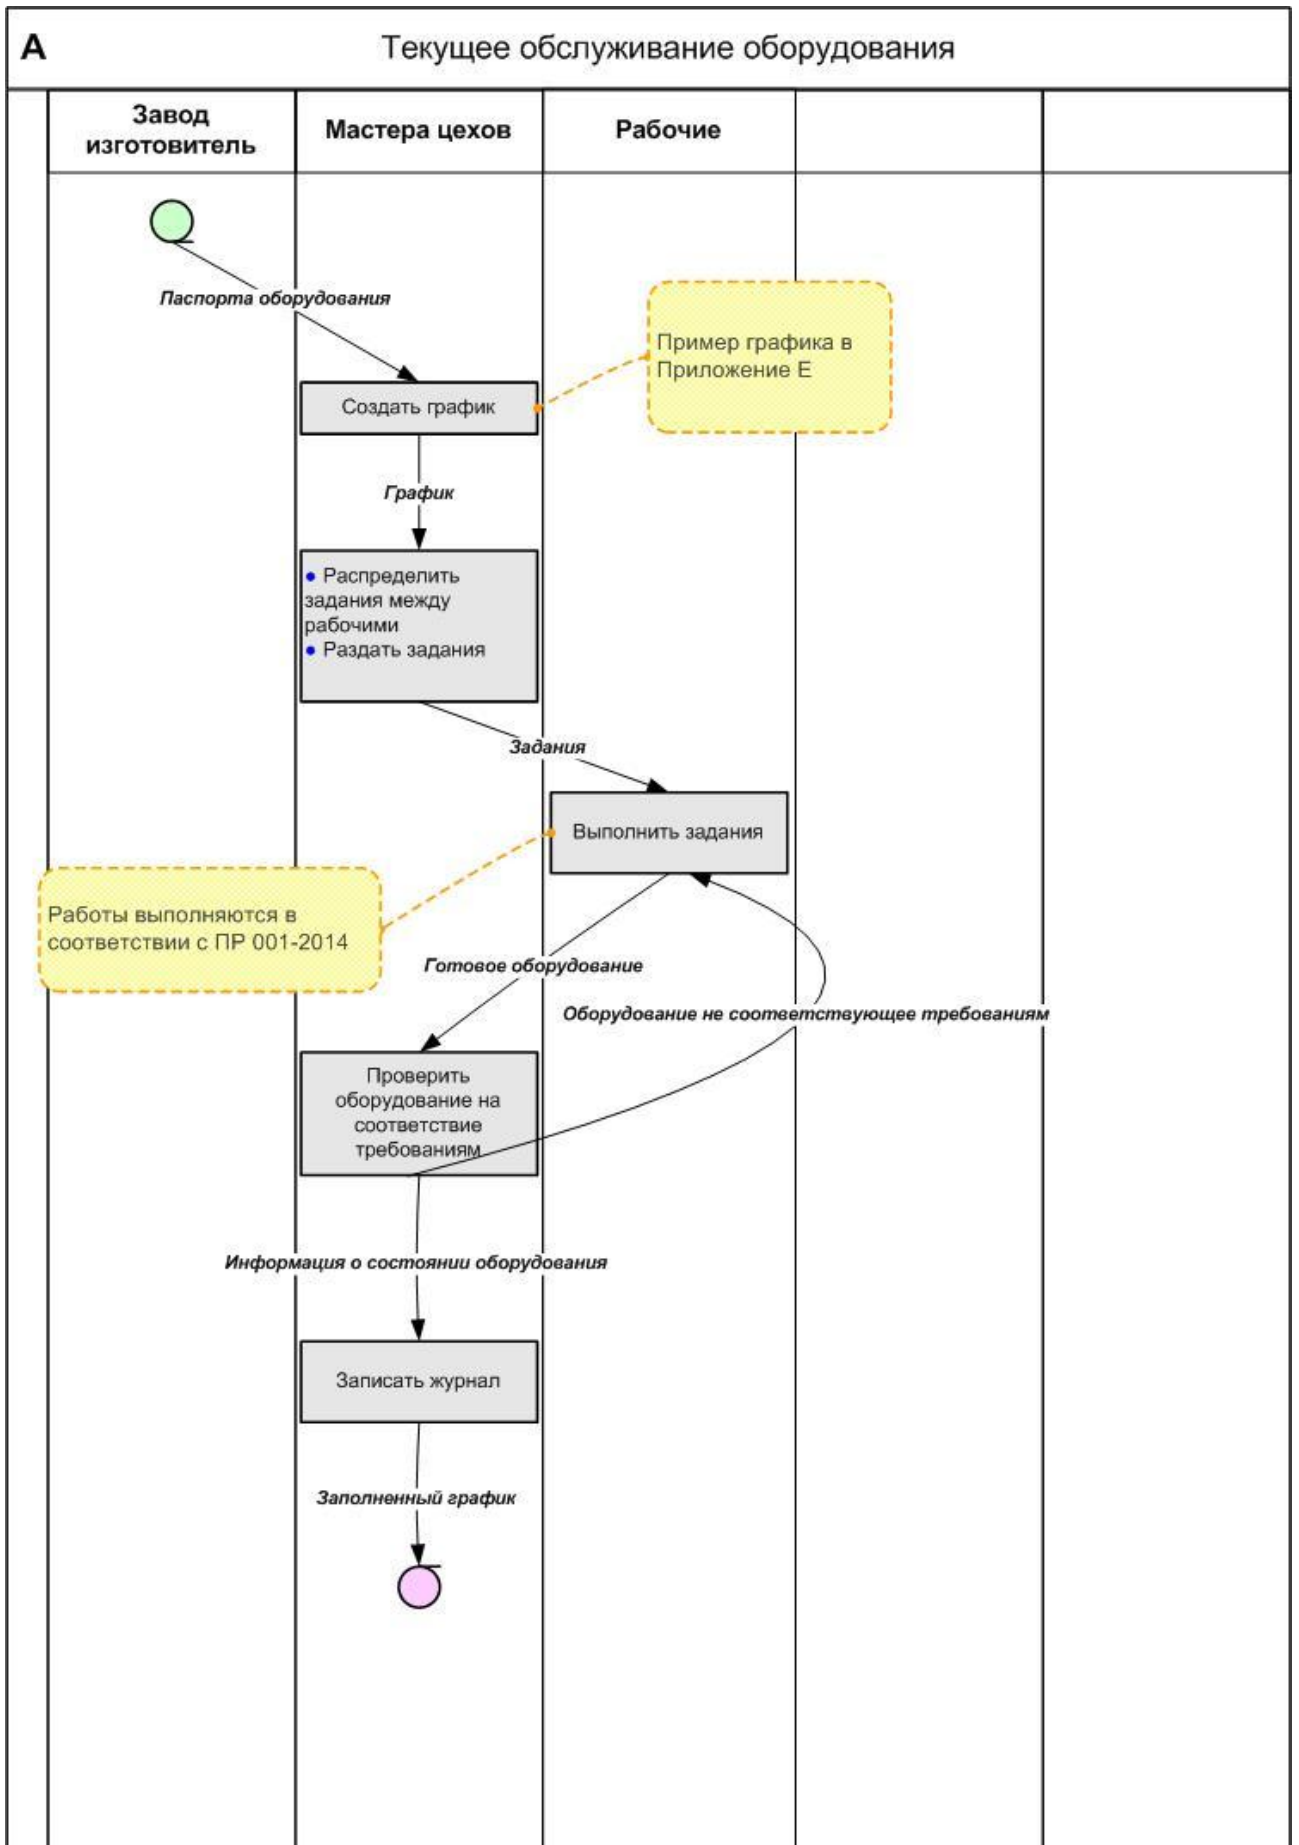 А
Текущее обслуживание оборудования
Завод
изготовитель
Мастера цехов
Рабочие
Паспорта оборудования
Пример графика в
Приложение Е
Создать график
График
• Распределить
задания между
рабочими
• Раздать задания
Задания
Выполнить задания
Работы выполняются в
соответствии с ПР 001-2014
Готовое оборудование
Оборудование не соответствующее требованиям
Проверить
оборудование на
соответствие
требованиям
Информация о состоянии оборудования
Записать журнал
Заполненный график